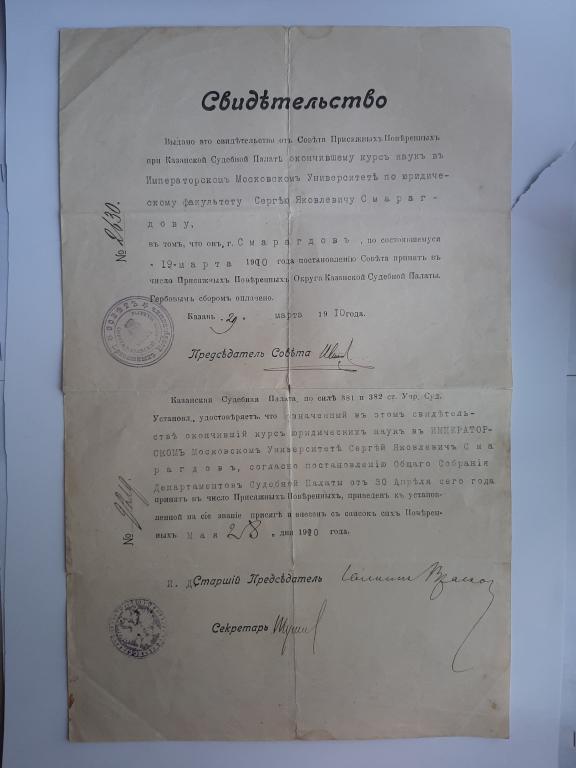 Свидѣтельство
Выдано это свидѣтельство отъ Совѣта Присяжныхъ Повѣренныхъ
при Казанской Судебной Палатѣ окончившему курсъ наук въ
Императорскомъ Московскомъ Университетѣ по юридиче-
скому факультету Сергѣю Яковлевичу Смараг-
дову,
въ томъ, что онъ, г. Смарагдовъ, по состоявшемуся
19 марта 1910 года постановленію Совѣта принятъ въ
число Присяжныхъ Повѣренныхъ Округа Казанской Судебной Палаты.
Гербовымъ сборомъ оплачено.
№ 2630.
Казань
марта 1910 года.
Предсѣдатель Совѣта
Казанская Судебная Палата, по силѣ 381 и 382 ст. Учр. Суд.
Установл., удостовѣряетъ, что означенный въ этомъ свидѣтель-
ствѣ окончившій курсъ юридическихъ наукъ въ ИМПЕРАТОР-
СКОМЪ Московскомъ Университетѣ Сергѣй Яковлевичъ Сма
рагдовъ, согласно постановленію Общаго Собранія
Департаментовъ Судебной Палаты отъ 30 Апрѣля сего года
принятъ въ число Присяжныхъ Повѣренныхъ, приведенъ къ установ-
ленной на сіе званіе присягѣ и внесенъ въ списокъ сихъ Повѣрен-
ныхъ Мая 28 дня 1910 года.
№
И. Д. Старшій Предсѣдатель
Секретарь